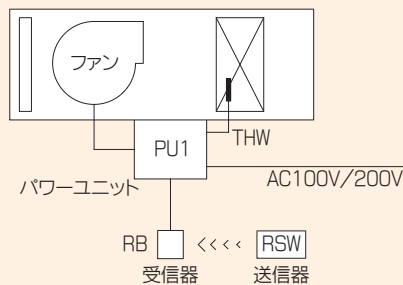 ファン
PU1
THW
パワーユニット
AC100V/200V
RB
<<<<
RSW
受信器
送信器